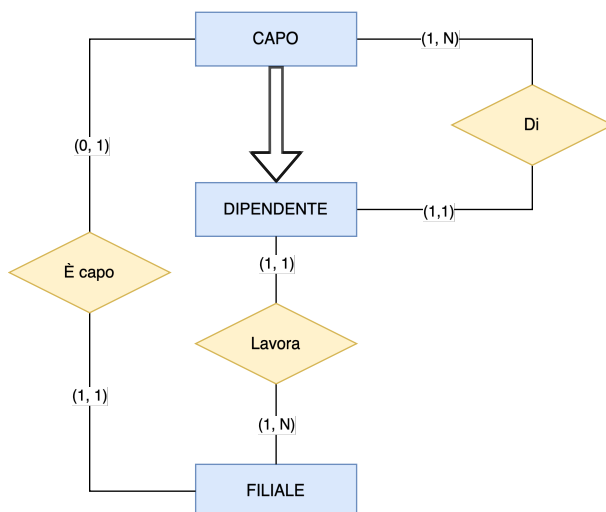 CAPO
(1, N)
Di
(0, 1)
DIPENDENTE
(1,1)
(1, 1)
È capo
Lavora
(1, 1)
(1, N)
FILIALE